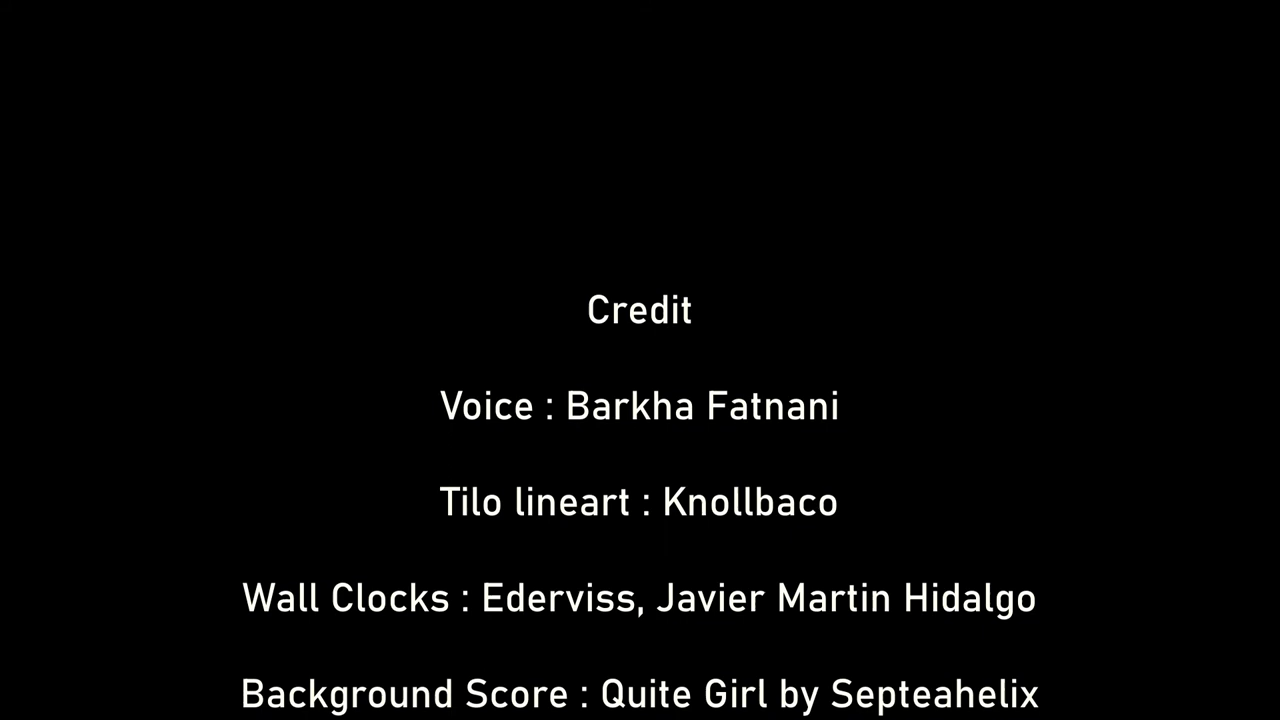 Credit
Voice : Barkha Fatnani
Tilo lineart : Knollbaco
Wall Clocks : Ederviss, Javier Martin Hidalgo
Background Score : Quite Girl by Septeahelix